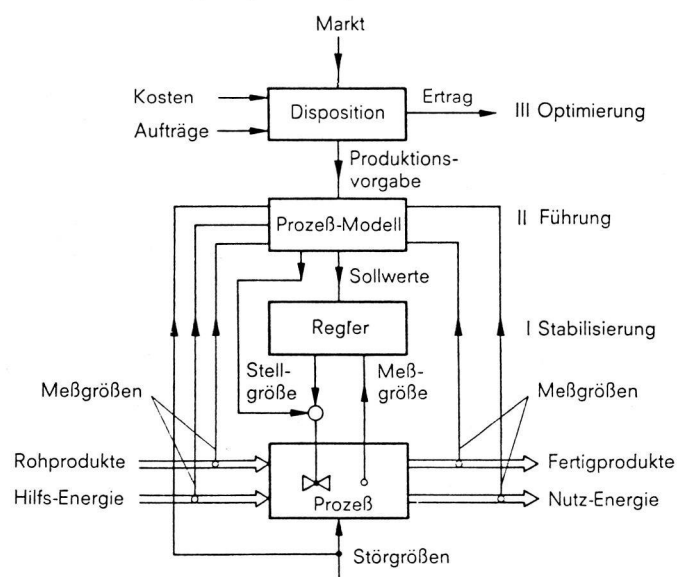 Markt
Kosten
Disposition
Ertrag
III Optimierung
Aufträge
Produktions-
vorgabe
Prozeß-Modell
II Führung
Sollwerte
Regler
I Stabilisierung
Stell-
größe
Meß-
größe
Meßgrößen
Meßgrößen
Rohprodukte
Fertigprodukte
Hilfs-Energie
Prozeß
Nutz-Energie
Störgrößen